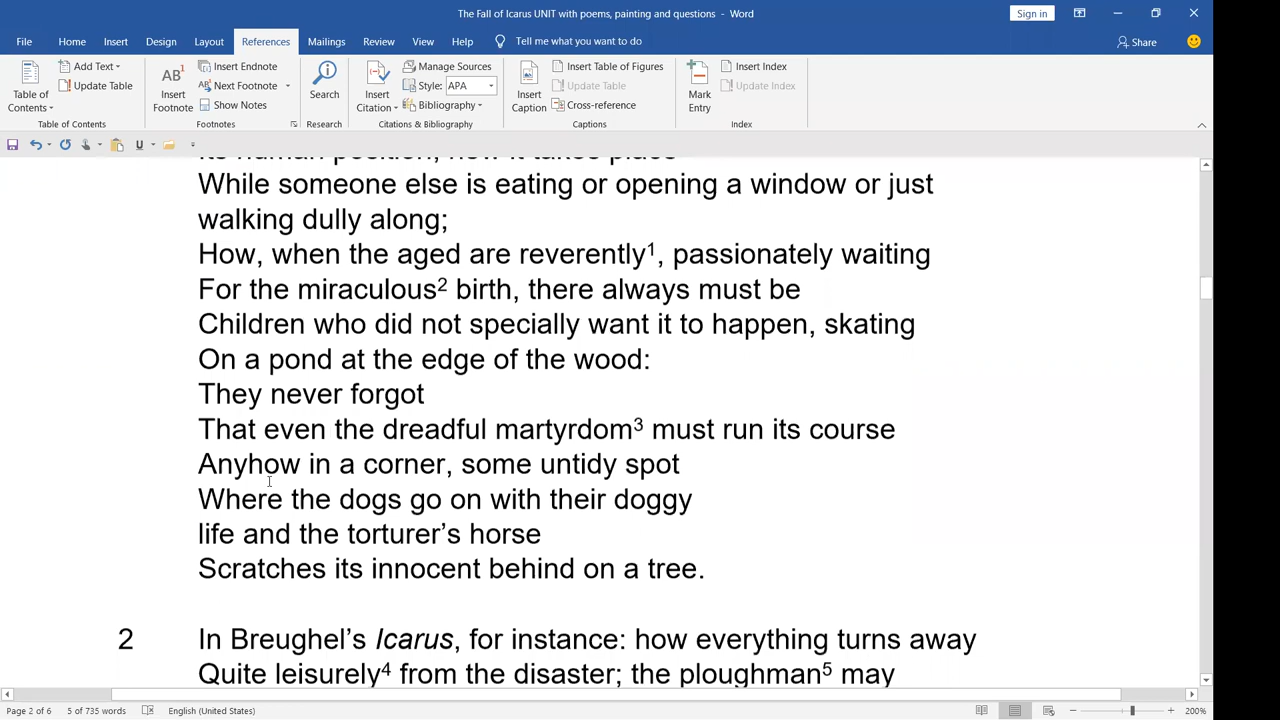 The Fall of Icarus UNIT with poems, painting and questions - Word
Sign in
File Home Insert Design Layout References Mailings Review View Help Tell me what you want to do Share
Table of Contents
Add Text
Update Table
Table of Contents
AB1 Insert Footnote
Insert Endnote
Next Footnote
Show Notes
Footnotes
Search
Research
Insert Citation
Manage Sources
Style: APA
Bibliography
Citations & Bibliography
Insert Caption
Insert Table of Figures
Update Table
Cross-reference
Captions
Mark Entry
Insert Index
Update Index
Index
Its human position; how it takes place
While someone else is eating or opening a window or just
walking dully along;
How, when the aged are reverently¹, passionately waiting
For the miraculous² birth, there always must be
Children who did not specially want it to happen, skating
On a pond at the edge of the wood:
They never forgot
That even the dreadful martyrdom³ must run its course
Anyhow in a corner, some untidy spot
Where the dogs go on with their doggy
life and the torturer’s horse
Scratches its innocent behind on a tree.
2 In Breughel’s Icarus, for instance: how everything turns away
Quite leisurely⁴ from the disaster; the ploughman⁵ may
Page 2 of 6 5 of 735 words English (United States) 200%